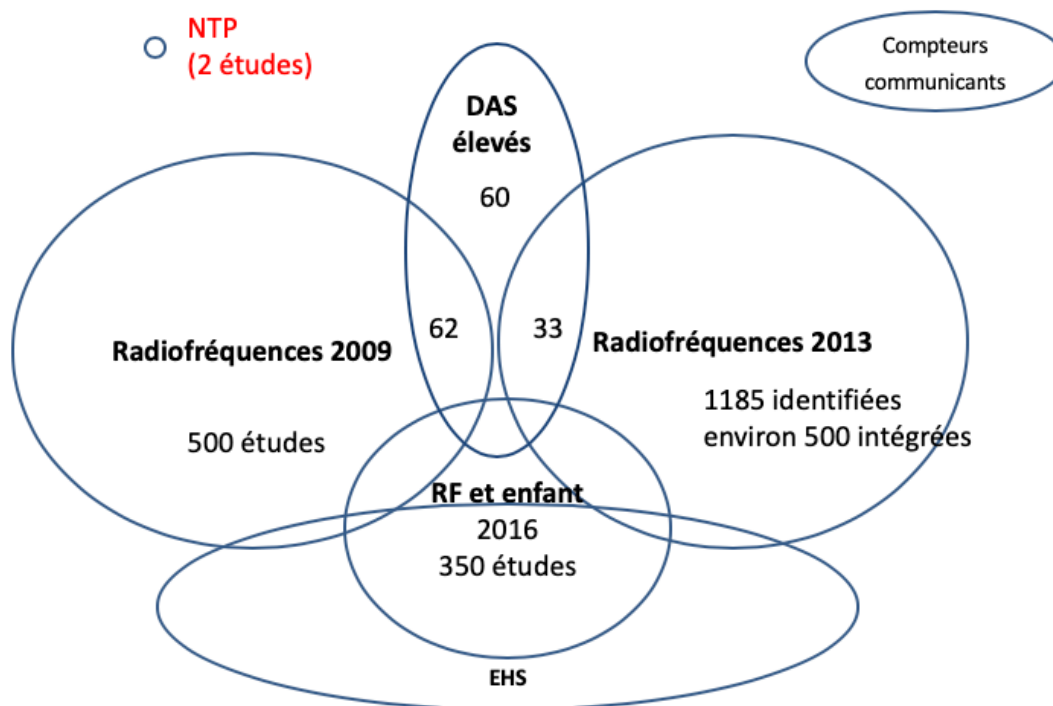 NTP
(2 études)
Compteurs
communicants
DAS
élevés
60
62
33
Radiofréquences 2009
500 études
Radiofréquences 2013
1185 identifiées
environ 500 intégrées
RF et enfant
2016
350 études
EHS